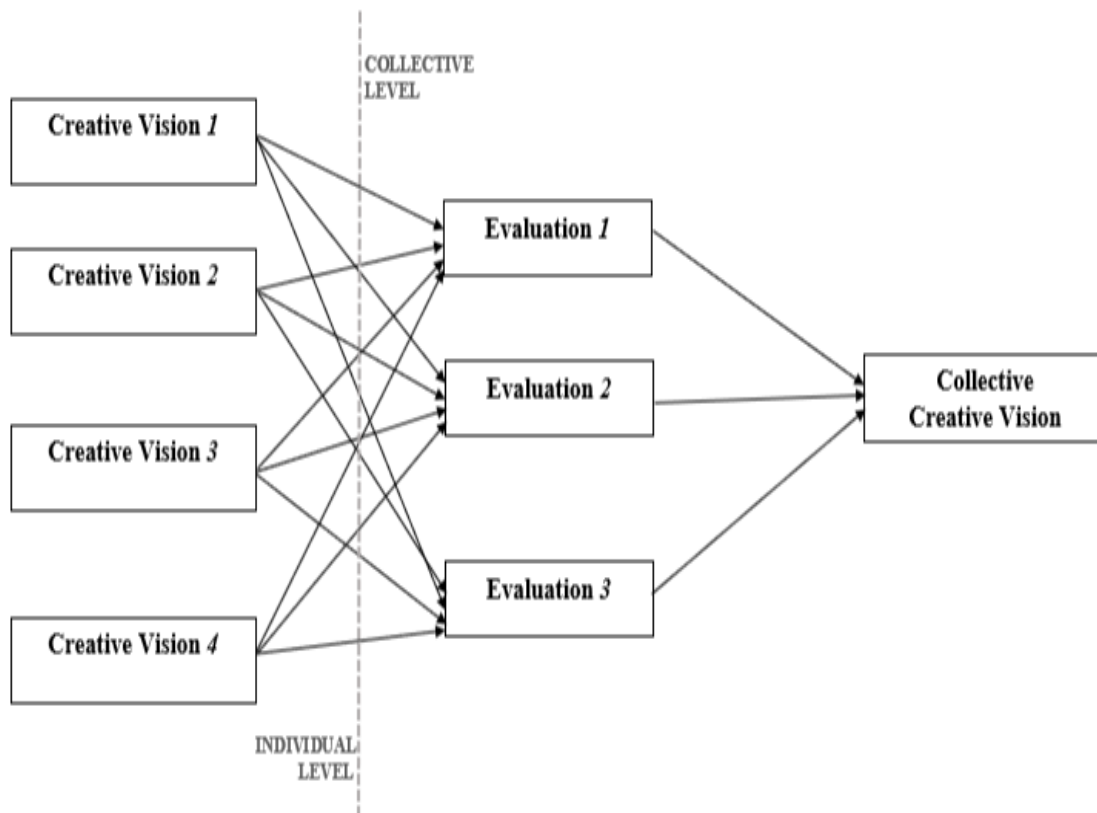 COLLECTIVE
LEVEL
Creative Vision 1
Creative Vision 2
Creative Vision 3
Creative Vision 4
Evaluation 1
Evaluation 2
Evaluation 3
Collective
Creative Vision
INDIVIDUAL
LEVEL